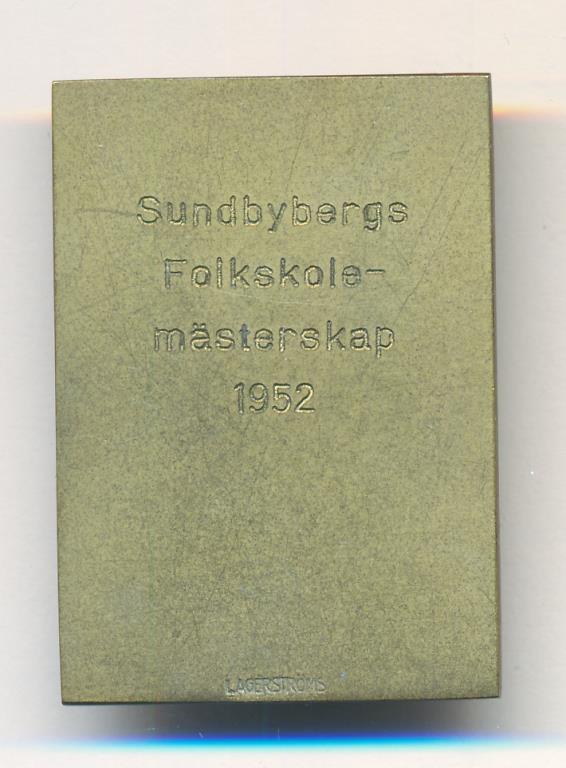 Sundbybergs
Folkskole-
mästerskap
1952
LAGERSTRÖMS